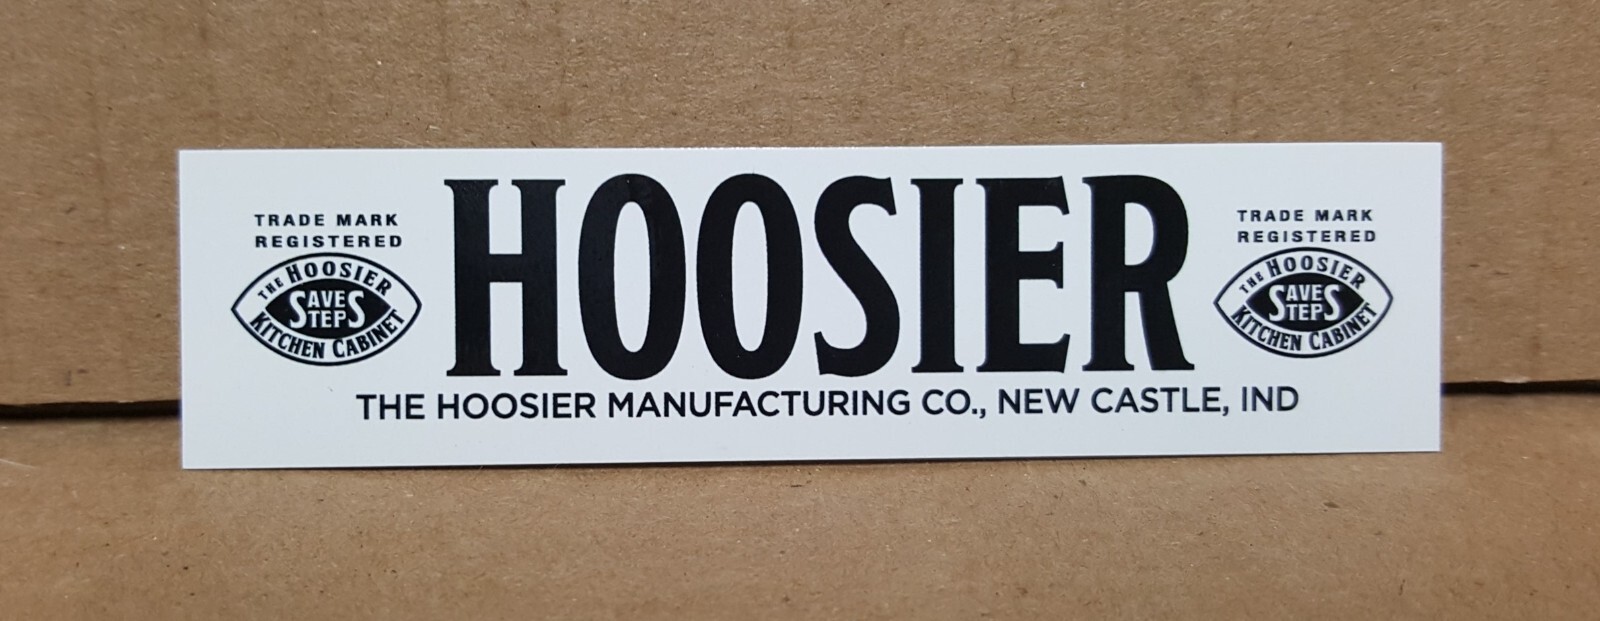 TRADE MARK
REGISTERED
THE HOOSIER
SAVES
STEPS
KITCHEN CABINET
HOOSIER
TRADE MARK
REGISTERED
THE HOOSIER
SAVES
STEPS
KITCHEN CABINET
THE HOOSIER MANUFACTURING CO., NEW CASTLE, IND